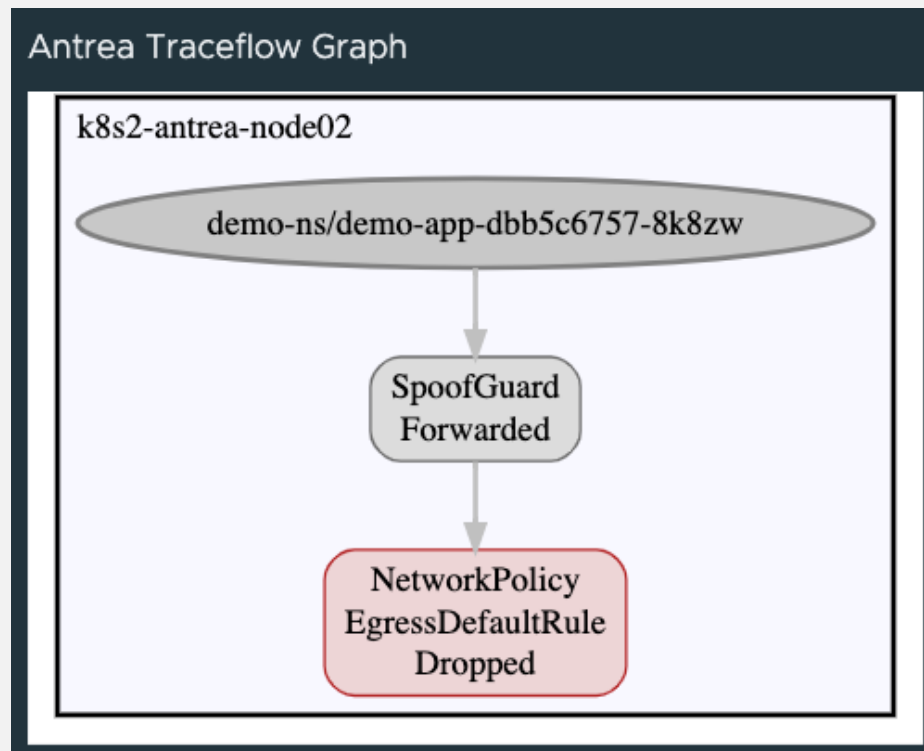 Antrea Traceflow Graph
k8s2-antrea-node02
demo-ns/demo-app-dbb5c6757-8k8zw
SpoofGuard
Forwarded
NetworkPolicy
EgressDefaultRule
Dropped